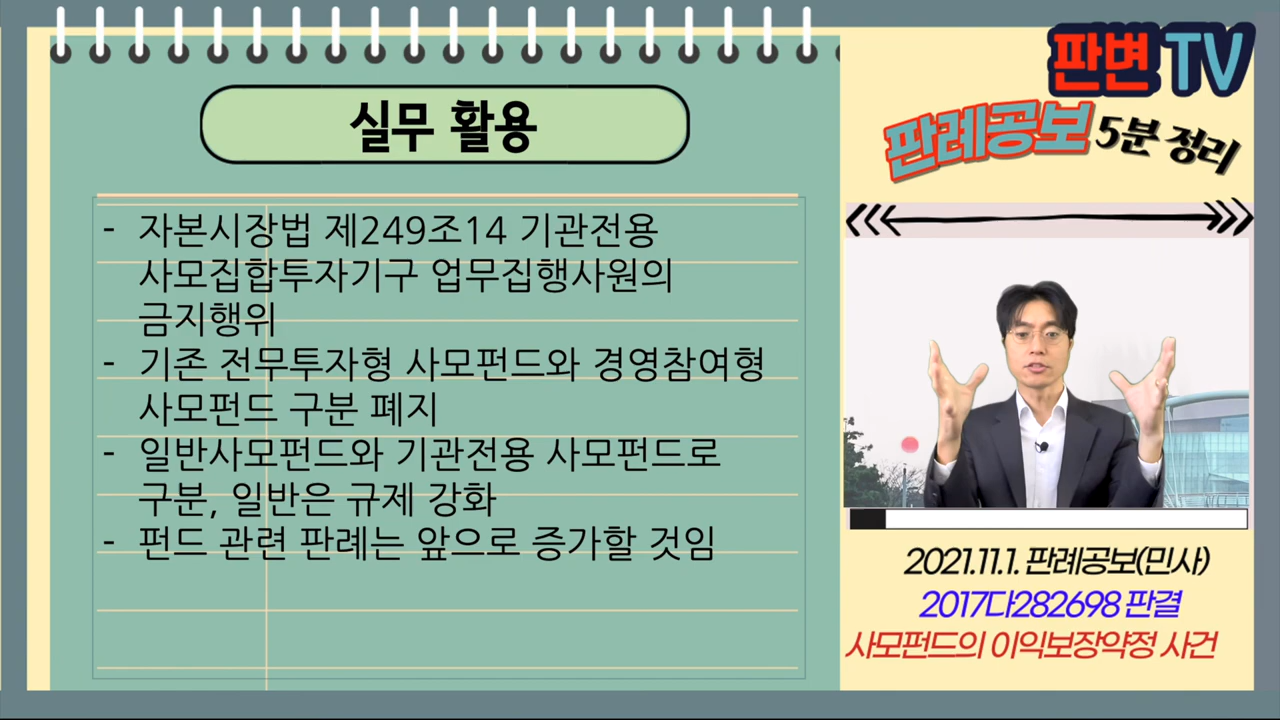 실무 활용
- 자본시장법 제249조14 기관전용
사모집합투자기구 업무집행사원의
금지행위
- 기존 전무투자형 사모펀드와 경영참여형
사모펀드 구분 폐지
- 일반사모펀드와 기관전용 사모펀드로
구분, 일반은 규제 강화
- 펀드 관련 판례는 앞으로 증가할 것임
판변 TV
판례공보 5분 정리
2021.11.1. 판례공보(민사)
2017다282698 판결
사모펀드의 이익보장약정 사건